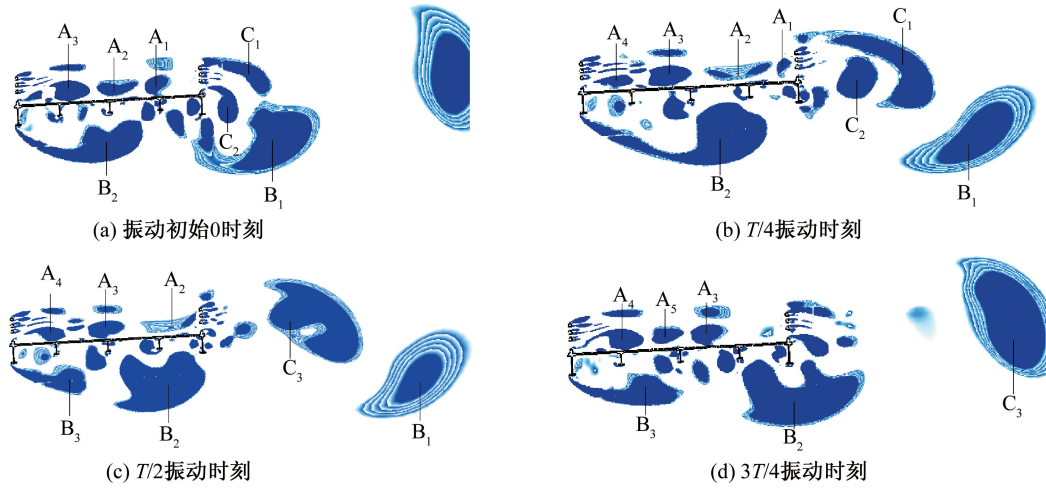 A₃ A₂ A₁ C₁
C₂
B₂ B₁
(a) 振动初始0时刻
A₄ A₃ A₂ A₁ C₁
C₂
B₂ B₁
(b) T/4振动时刻
A₄ A₃ A₂
C₃
B₃ B₂ B₁
(c) T/2振动时刻
A₄ A₅ A₃
C₃
B₃ B₂
(d) 3T/4振动时刻